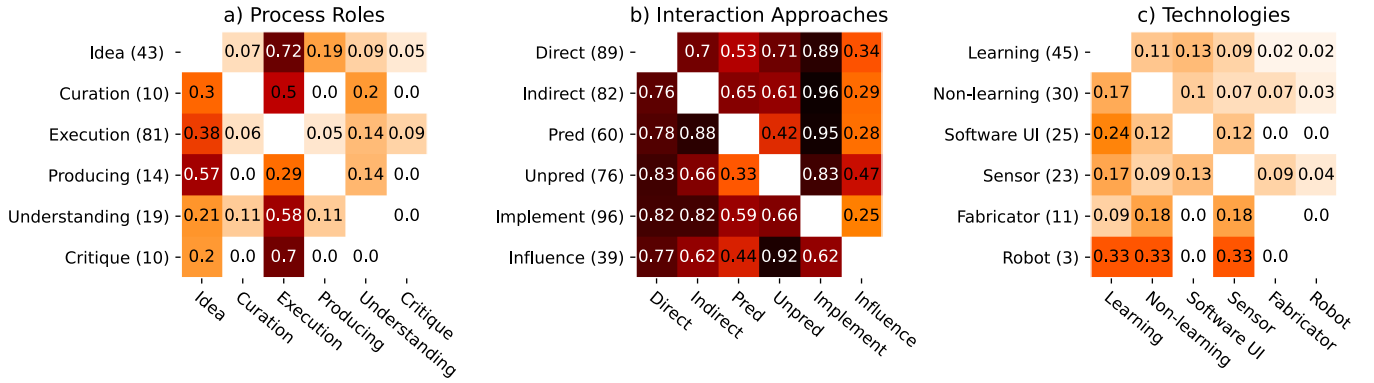 a) Process Roles
Idea (43) 0.07 0.72 0.19 0.09 0.05
Curation (10) 0.3 0.5 0.0 0.2 0.0
Execution (81) 0.38 0.06 0.05 0.14 0.09
Producing (14) 0.57 0.0 0.29 0.14 0.0
Understanding (19) 0.21 0.11 0.58 0.11 0.0
Critique (10) 0.2 0.0 0.7 0.0 0.0
Idea Curation Execution Producing Understanding Critique
b) Interaction Approaches
Direct (89) 0.7 0.53 0.71 0.89 0.34
Indirect (82) 0.76 0.65 0.61 0.96 0.29
Pred (60) 0.78 0.88 0.42 0.95 0.28
Unpred (76) 0.83 0.66 0.33 0.83 0.47
Implement (96) 0.82 0.82 0.59 0.66 0.25
Influence (39) 0.77 0.62 0.44 0.92 0.62
Direct Indirect Pred Unpred Implement Influence
c) Technologies
Learning (45) 0.11 0.13 0.09 0.02 0.02
Non-learning (30) 0.17 0.1 0.07 0.07 0.03
Software UI (25) 0.24 0.12 0.12 0.0 0.0
Sensor (23) 0.17 0.09 0.13 0.09 0.04
Fabricator (11) 0.09 0.18 0.0 0.18 0.0
Robot (3) 0.33 0.33 0.0 0.33 0.0
Learning Non-learning Software UI Sensor Fabricator Robot